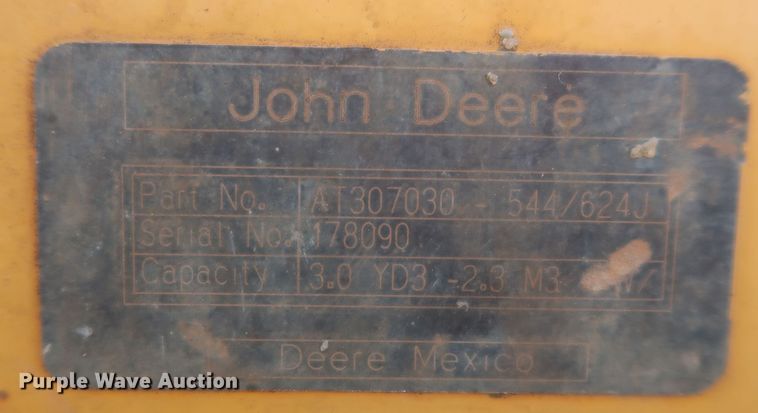 John Deere
Part No. AT307030 - 544/624J
Serial No. 178090
Capacity 3.0 YD3 -2.3 M3
Deere Mexico
Purple Wave Auction